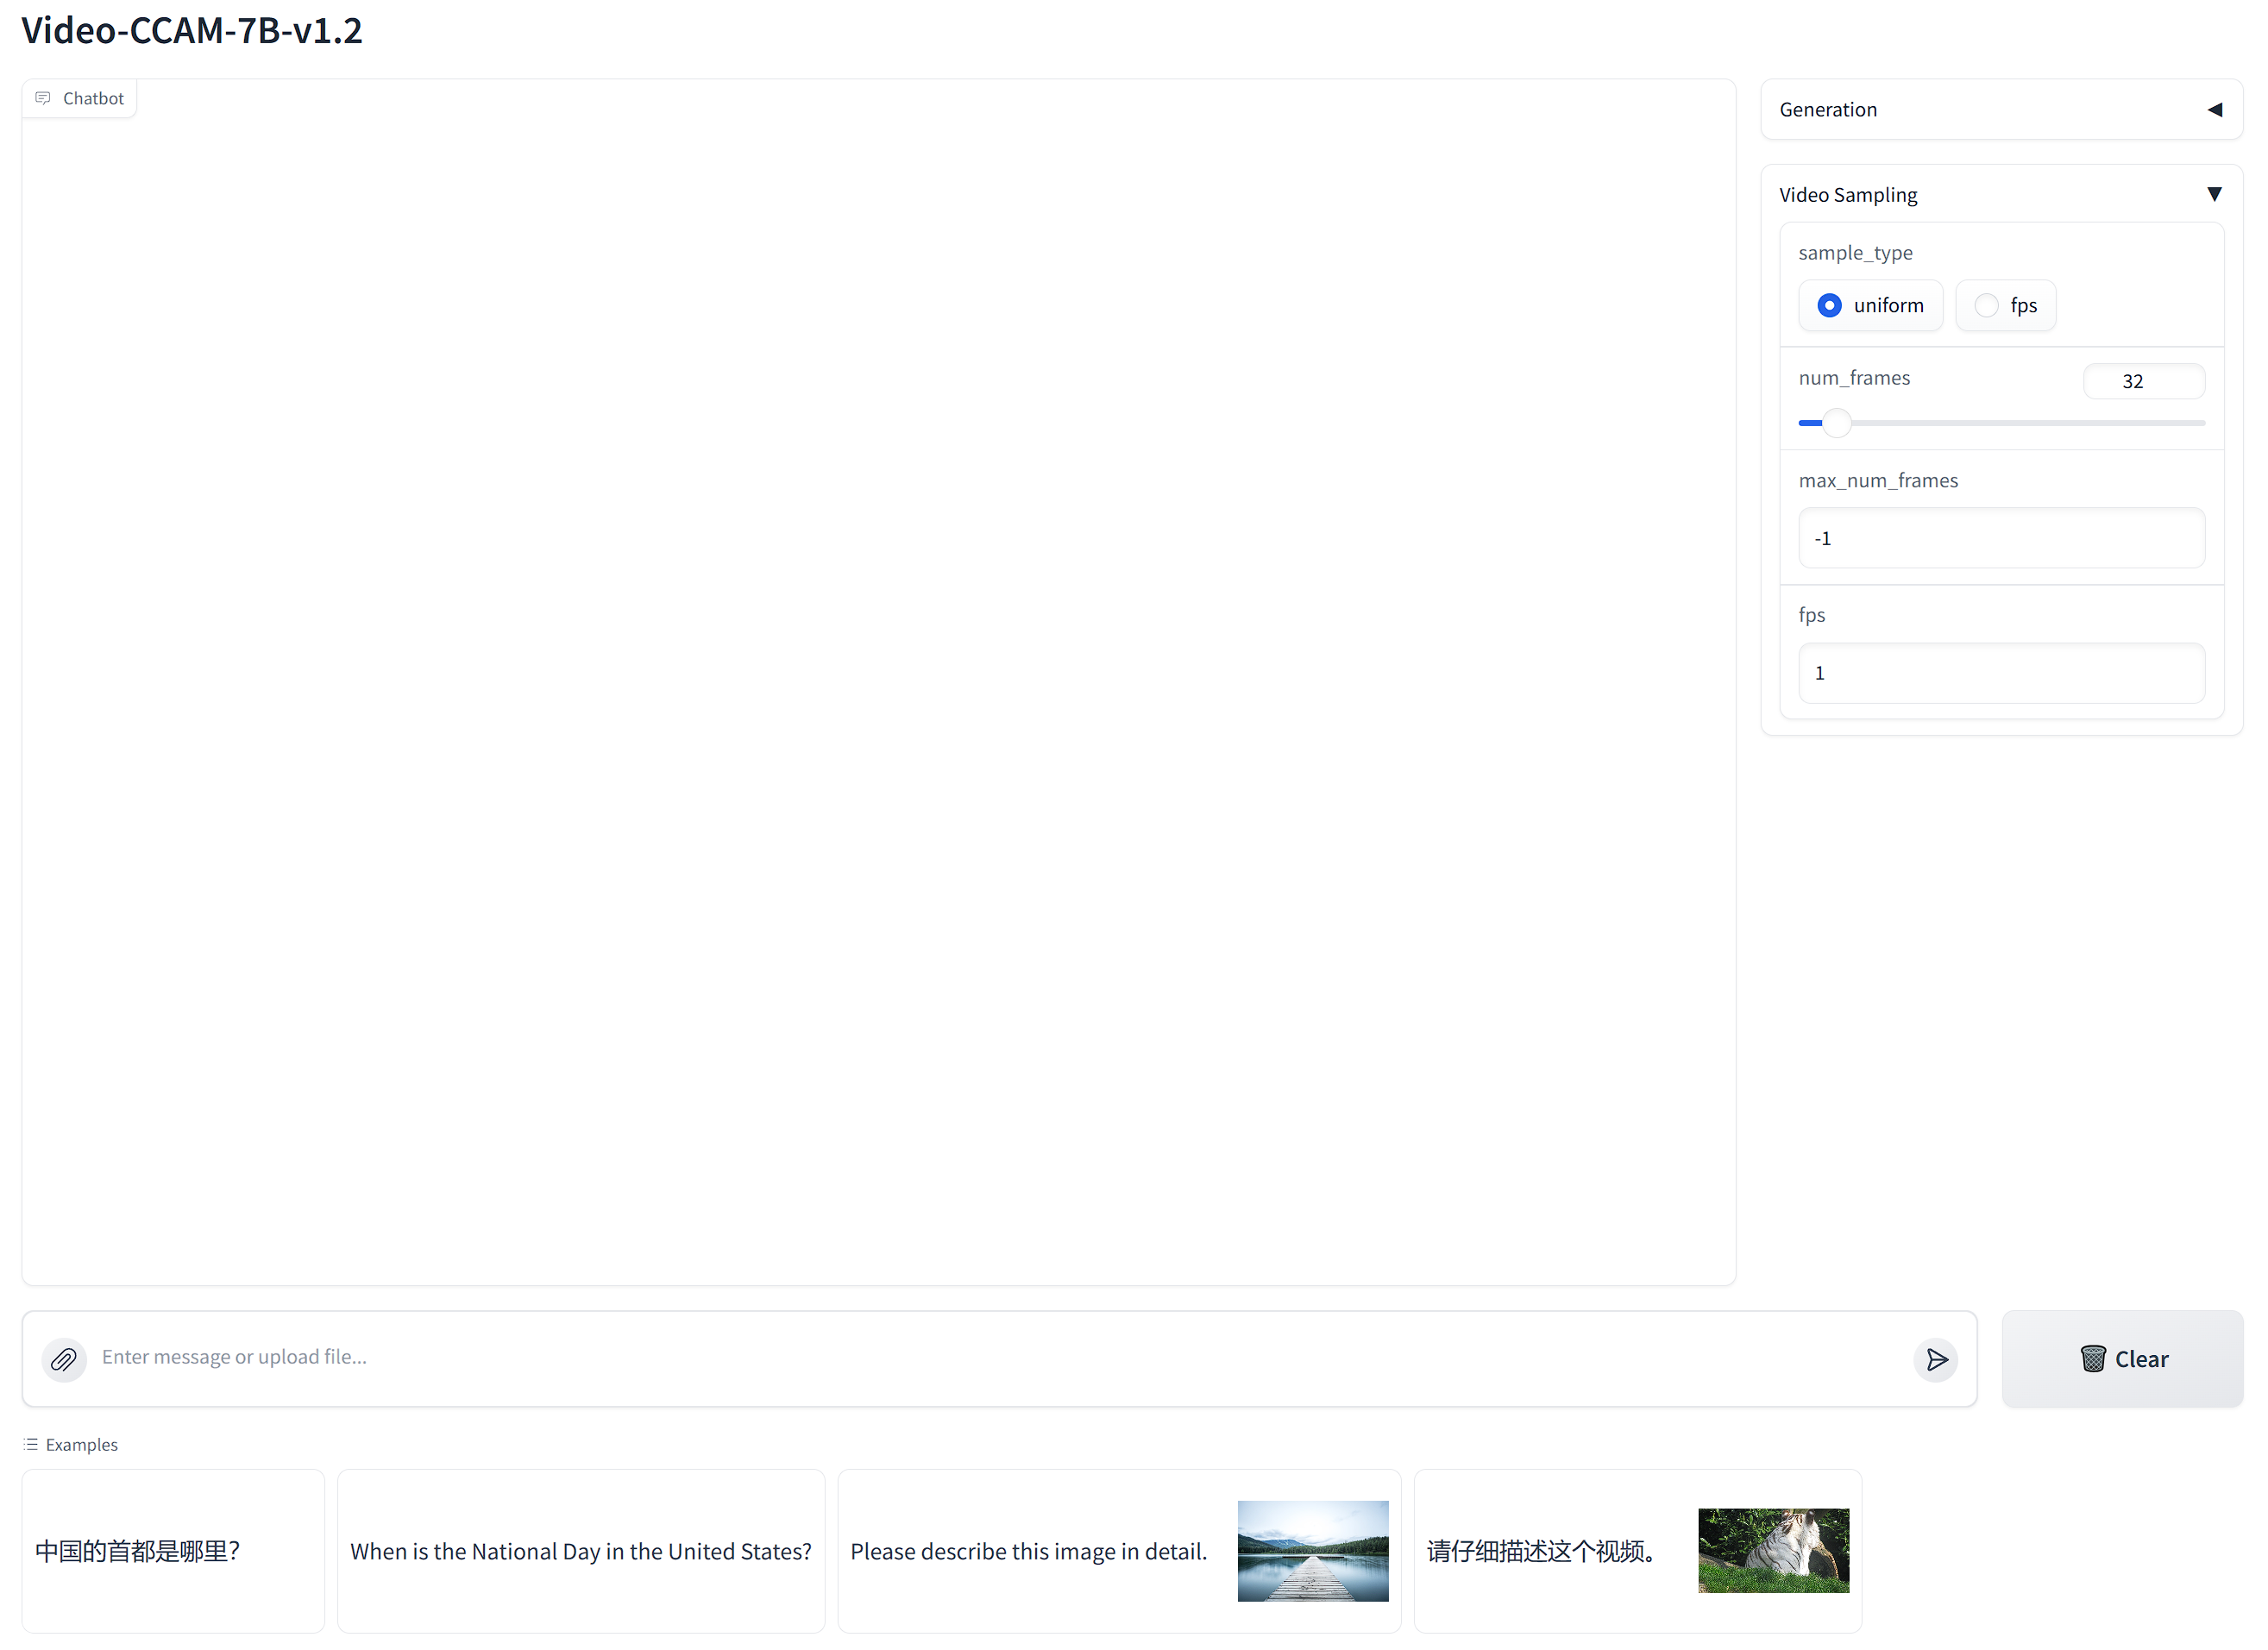 Video-CCAM-7B-v1.2
Chatbot
Generation
Video Sampling
sample_type
uniform
fps
num_frames
32
max_num_frames
-1
fps
1
Enter message or upload file...
Clear
Examples
中国的首都是哪里?
When is the National Day in the United States?
Please describe this image in detail.
请仔细描述这个视频。